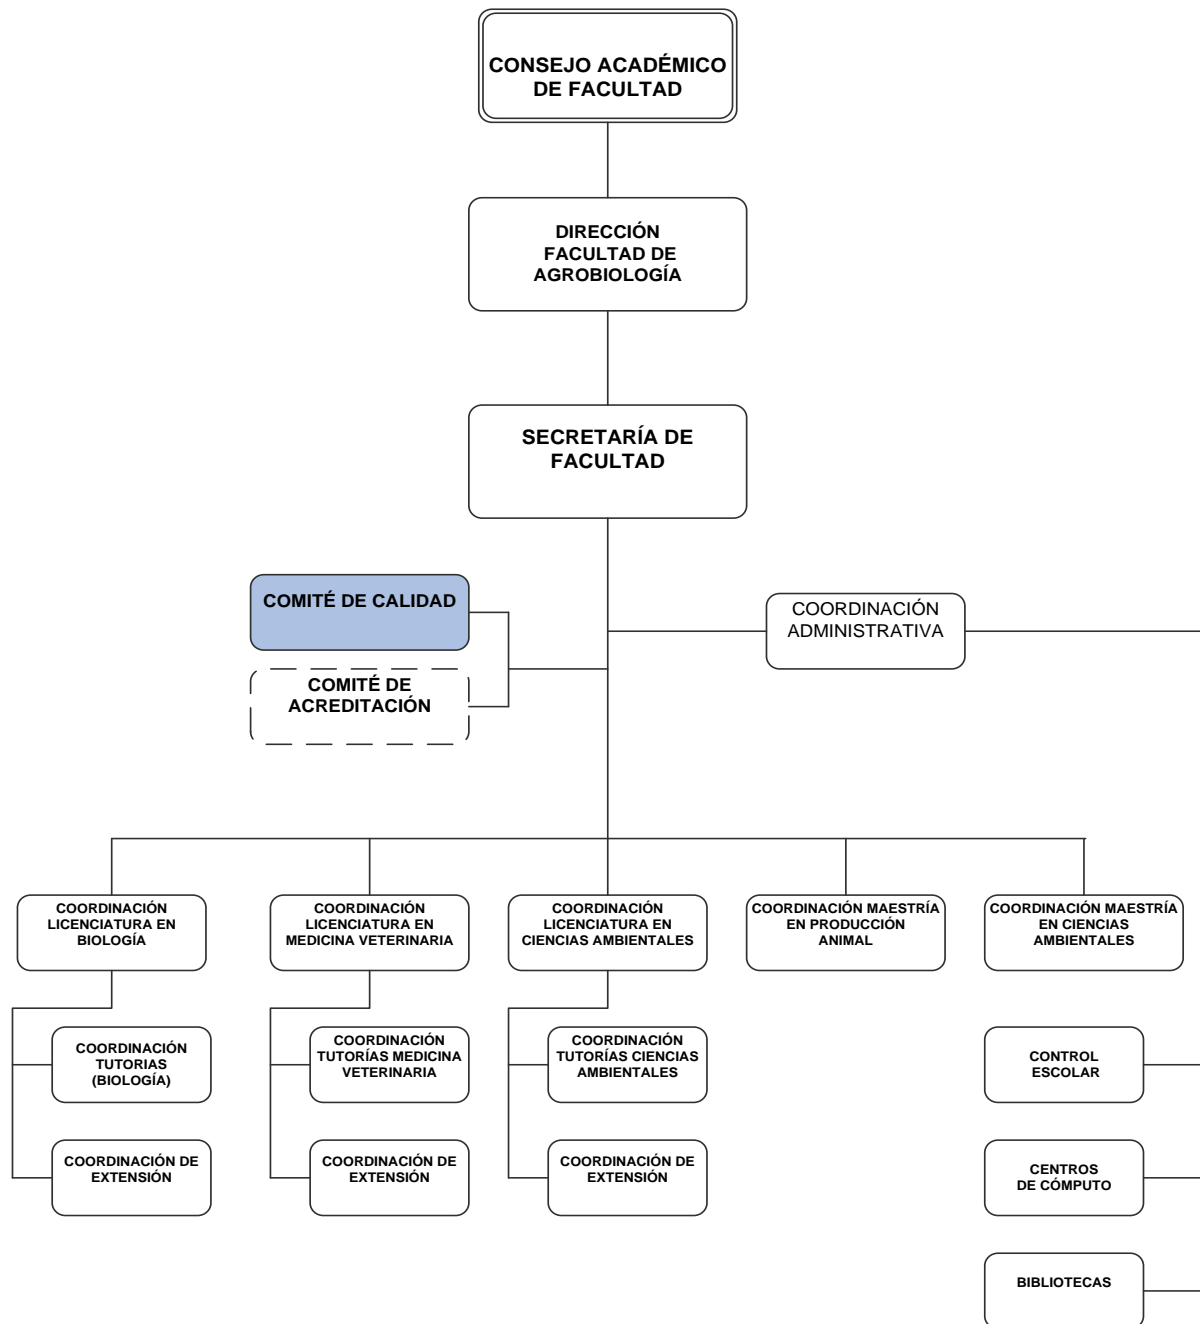 CONSEJO ACADÉMICO
DE FACULTAD
DIRECCIÓN
FACULTAD DE
AGROBIOLOGÍA
SECRETARÍA DE
FACULTAD
COMITÉ DE CALIDAD
COORDINACIÓN
ADMINISTRATIVA
COMITÉ DE
ACREDITACIÓN
COORDINACIÓN
LICENCIATURA EN
BIOLOGÍA
COORDINACIÓN
LICENCIATURA EN
MEDICINA VETERINARIA
COORDINACIÓN
LICENCIATURA EN
CIENCIAS AMBIENTALES
COORDINACIÓN MAESTRÍA
EN PRODUCCIÓN
ANIMAL
COORDINACIÓN MAESTRÍA
EN CIENCIAS
AMBIENTALES
COORDINACIÓN
TUTORIAS
(BIOLOGÍA)
COORDINACIÓN
TUTORÍAS MEDICINA
VETERINARIA
COORDINACIÓN
TUTORÍAS CIENCIAS
AMBIENTALES
CONTROL
ESCOLAR
COORDINACIÓN DE
EXTENSIÓN
COORDINACIÓN DE
EXTENSIÓN
COORDINACIÓN DE
EXTENSIÓN
CENTROS
DE CÓMPUTO
BIBLIOTECAS